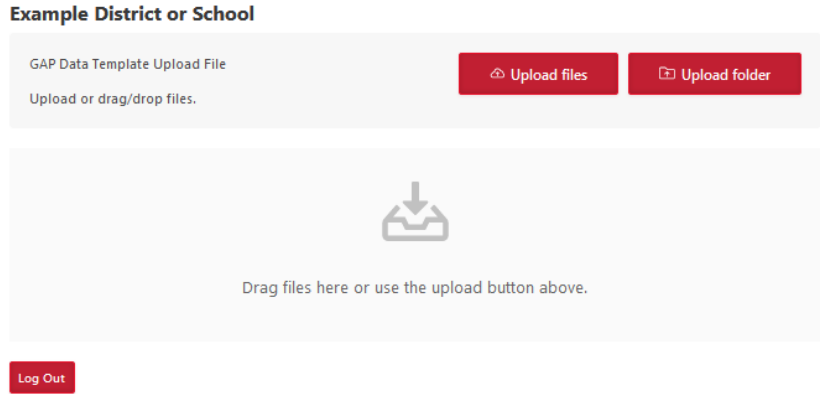 Example District or School
GAP Data Template Upload File
Upload files
Upload folder
Upload or drag/drop files.
Drag files here or use the upload button above.
Log Out